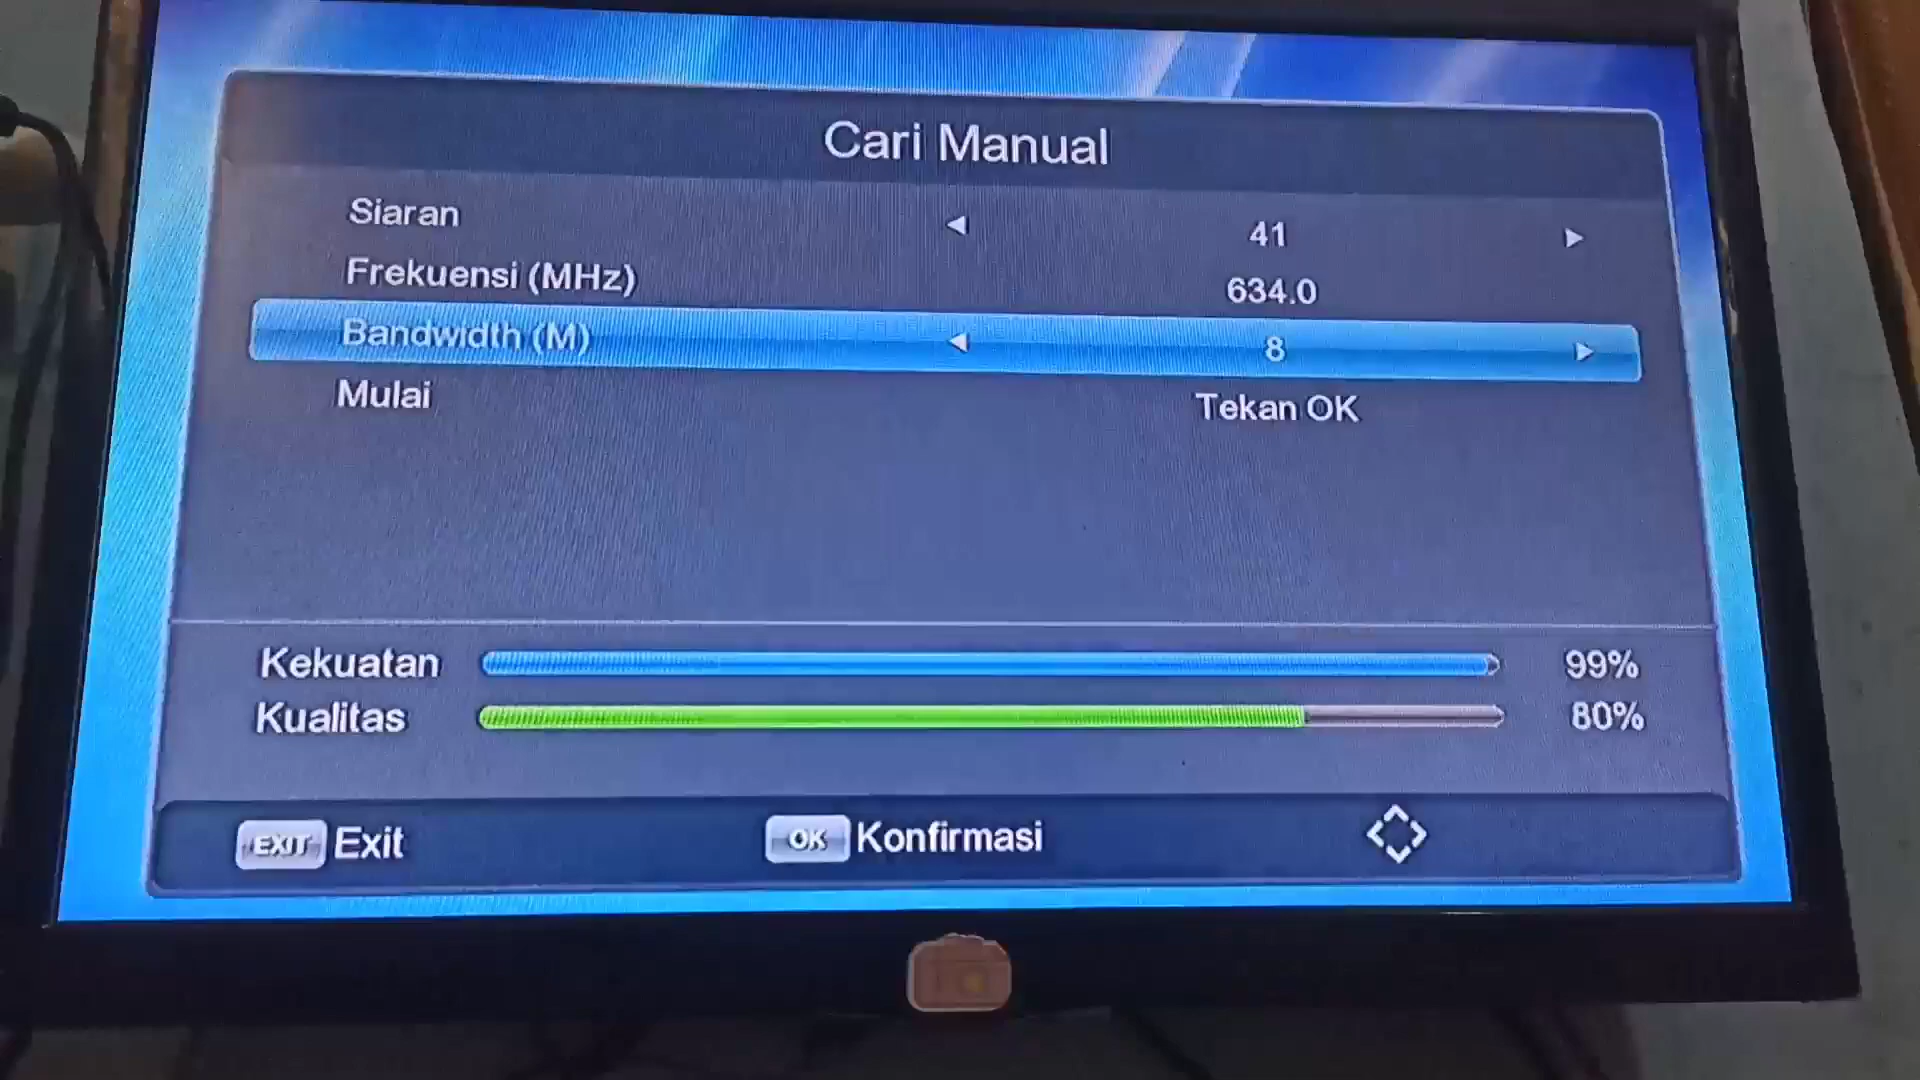 Cari Manual
Siaran 41
Frekuensi (MHz) 634.0
Bandwidth (M) 8
Mulai Tekan OK
Kekuatan 99%
Kualitas 80%
EXIT Exit OK Konfirmasi